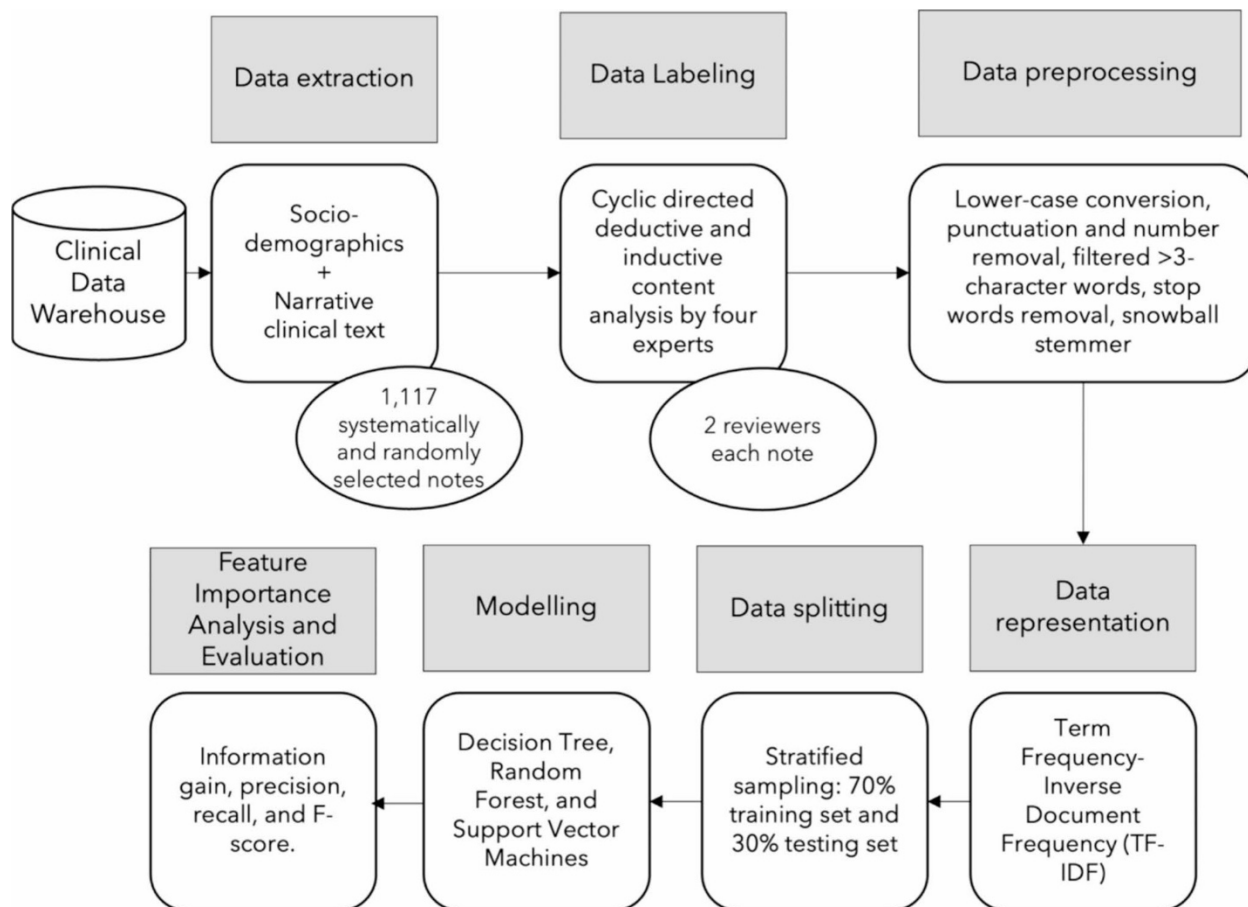 Data extraction
Data Labeling
Data preprocessing
Clinical
Data
Warehouse
Socio-
demographics
+
Narrative
clinical text
1,117
systematically
and randomly
selected notes
Cyclic directed
deductive and
inductive
content
analysis by four
experts
2 reviewers
each note
Lower-case conversion,
punctuation and number
removal, filtered >3-
character words, stop
words removal, snowball
stemmer
Feature
Importance
Analysis and
Evaluation
Modelling
Data splitting
Data
representation
Information
gain, precision,
recall, and F-
score.
Decision Tree,
Random
Forest, and
Support Vector
Machines
Stratified
sampling: 70%
training set and
30% testing set
Term
Frequency-
Inverse
Document
Frequency (TF-
IDF)